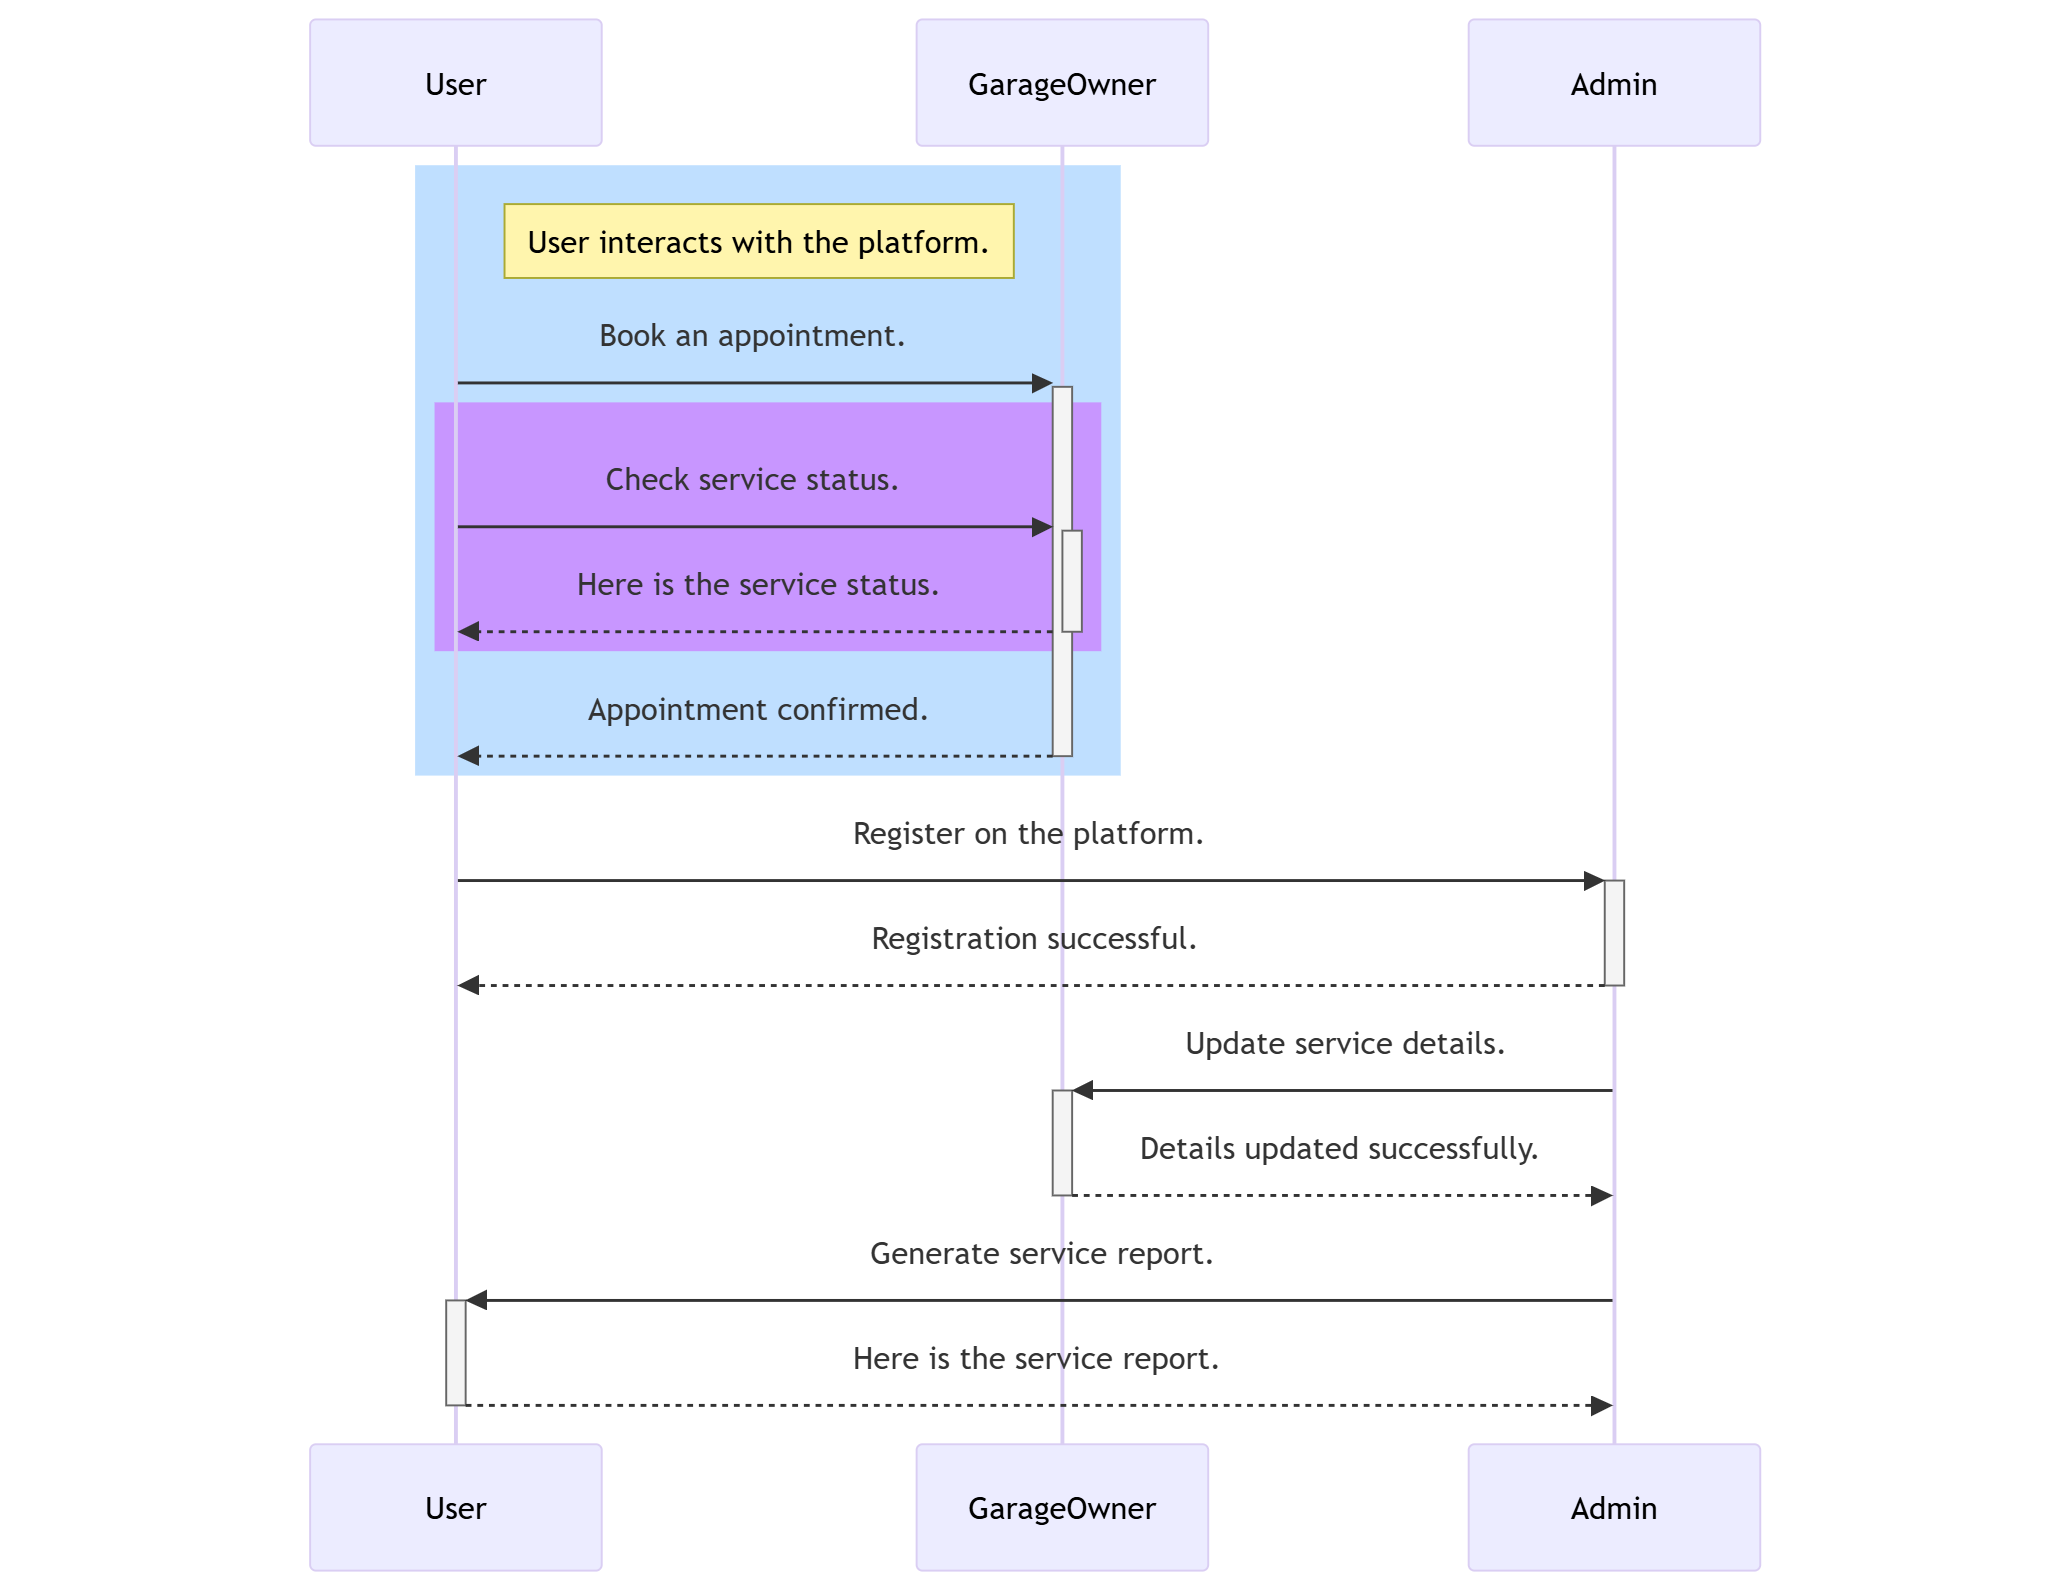 User
GarageOwner
Admin
User interacts with the platform.
Book an appointment.
Check service status.
Here is the service status.
Appointment confirmed.
Register on the platform.
Registration successful.
Update service details.
Details updated successfully.
Generate service report.
Here is the service report.
User
GarageOwner
Admin